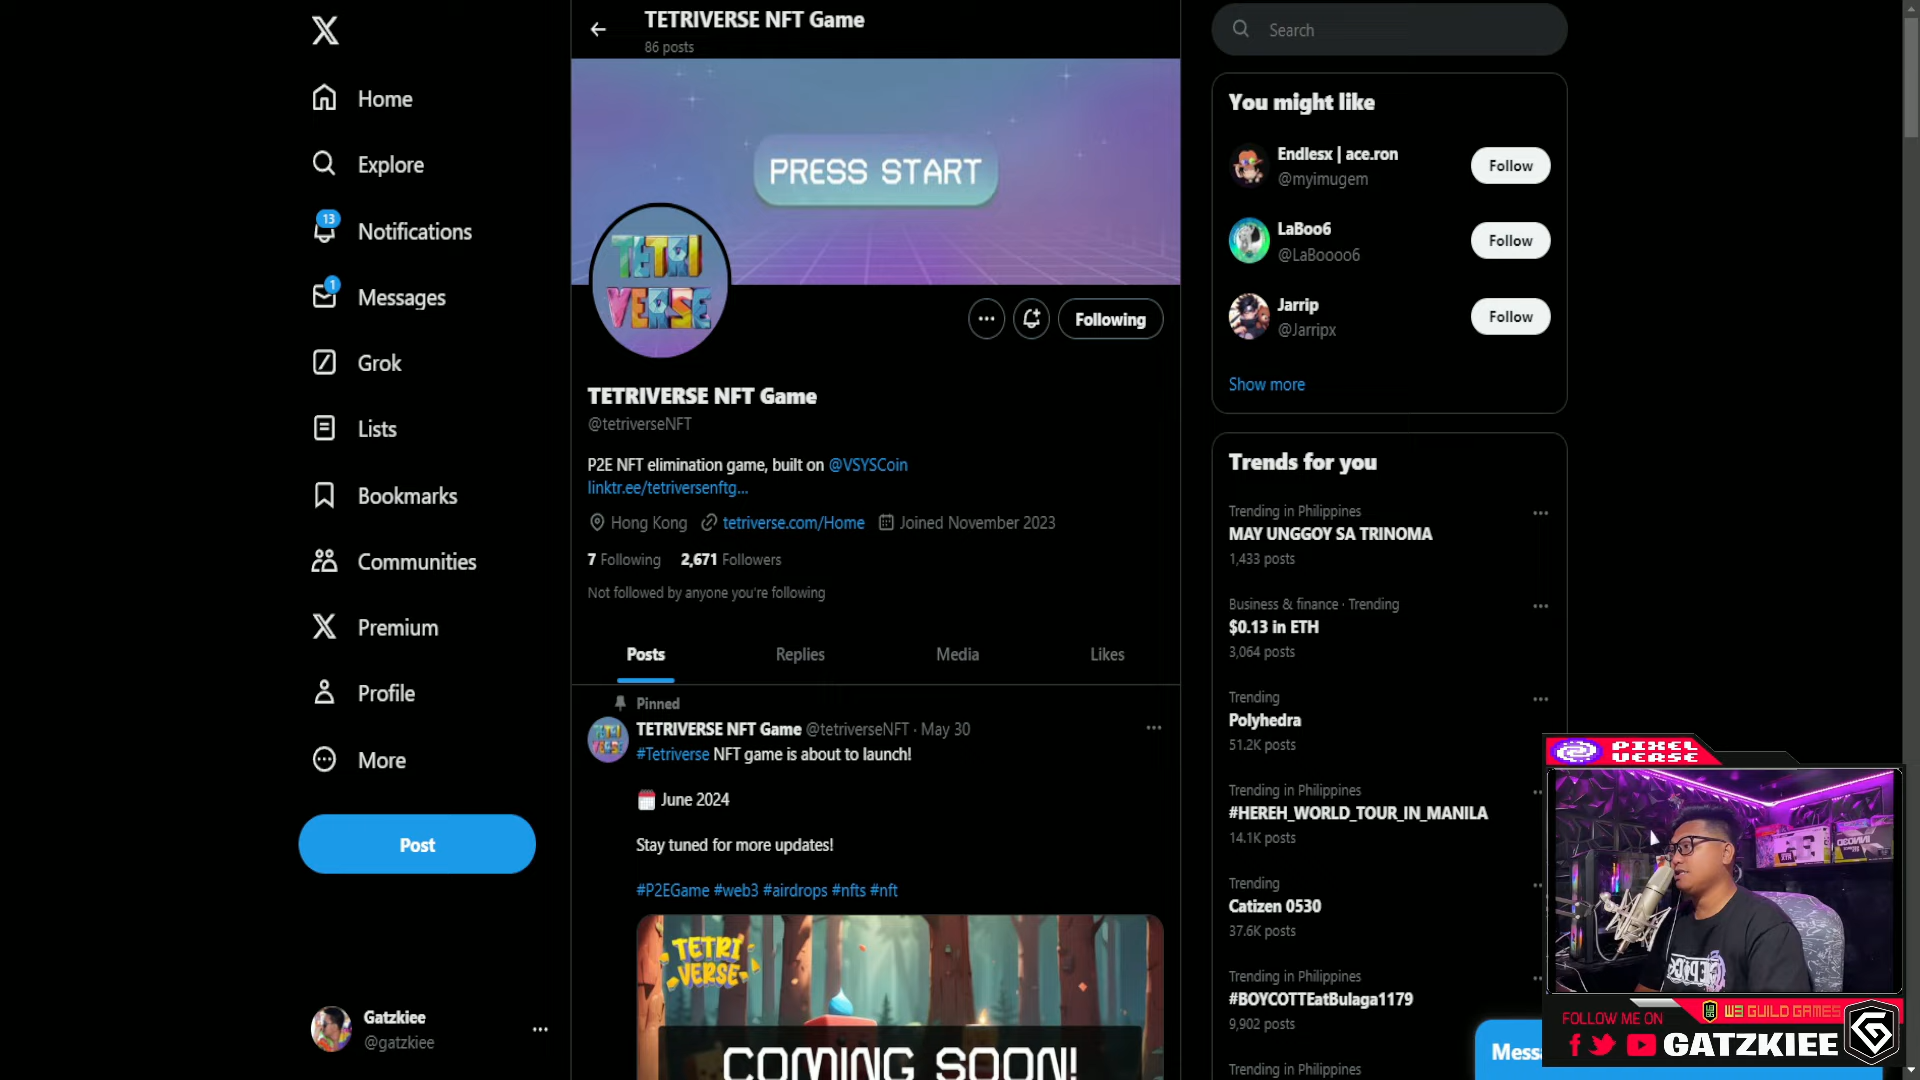 Home
Explore
13
Notifications
1
Messages
Grok
Lists
Bookmarks
Communities
Premium
Profile
More
Post
Gatzkiee
@gatzkiee
TETRIVERSE NFT Game
86 posts
PRESS START
TETRI
VERSE
Following
TETRIVERSE NFT Game
@tetriverseNFT
P2E NFT elimination game, built on @VSYSCoin
linktr.ee/tetriversenftg...
Hong Kong tetriverse.com/Home Joined November 2023
7 Following 2,671 Followers
Not followed by anyone you're following
Posts Replies Media Likes
Pinned
TETRIVERSE NFT Game @tetriverseNFT · May 30
#Tetriverse NFT game is about to launch!
June 2024
Stay tuned for more updates!
#P2EGame #web3 #airdrops #nfts #nft
TETRI
VERSE
COMING SOON!
Search
You might like
Endlesx | ace.ron
@myimugem
Follow
LaBoo6
@LaBoooo6
Follow
Jarrip
@Jarripx
Follow
Show more
Trends for you
Trending in Philippines
MAY UNGGOY SA TRINOMA
1,433 posts
Business & finance · Trending
$0.13 in ETH
3,064 posts
Trending
Polyhedra
51.2K posts
Trending in Philippines
#HEREH_WORLD_TOUR_IN_MANILA
14.1K posts
Trending
Catizen 0530
37.6K posts
Trending in Philippines
#BOYCOTTEatBulaga1179
9,902 posts
Trending in Philippines
Mess
PIXEL
VERSE
FOLLOW ME ON
W3 GUILD GAMES
GATZKIEE